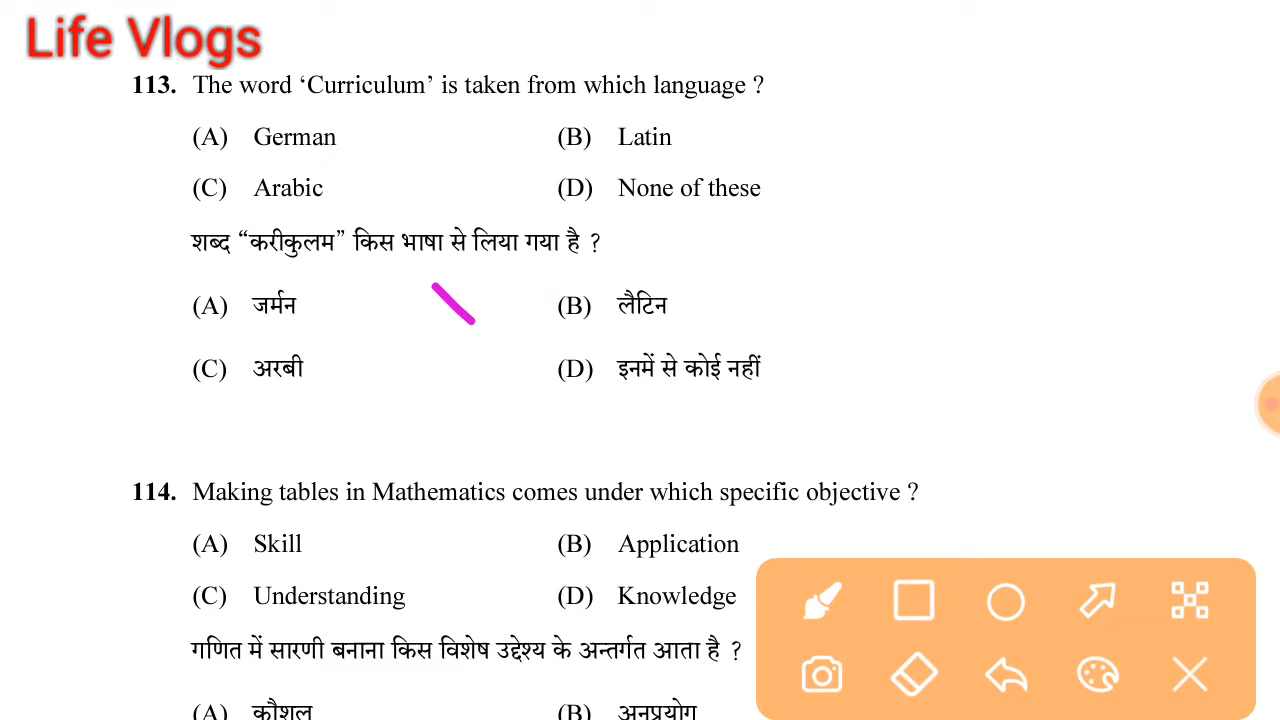 Life Vlogs
113. The word ‘Curriculum’ is taken from which language ?
(A) German (B) Latin
(C) Arabic (D) None of these
शब्द “करीकुलम” किस भाषा से लिया गया है ?
(A) जर्मन (B) लैटिन
(C) अरबी (D) इनमें से कोई नहीं
114. Making tables in Mathematics comes under which specific objective ?
(A) Skill (B) Application
(C) Understanding (D) Knowledge
गणित में सारणी बनाना किस विशेष उद्देश्य के अन्तर्गत आता है ?
(A) कौशल (B) अनुप्रयोग